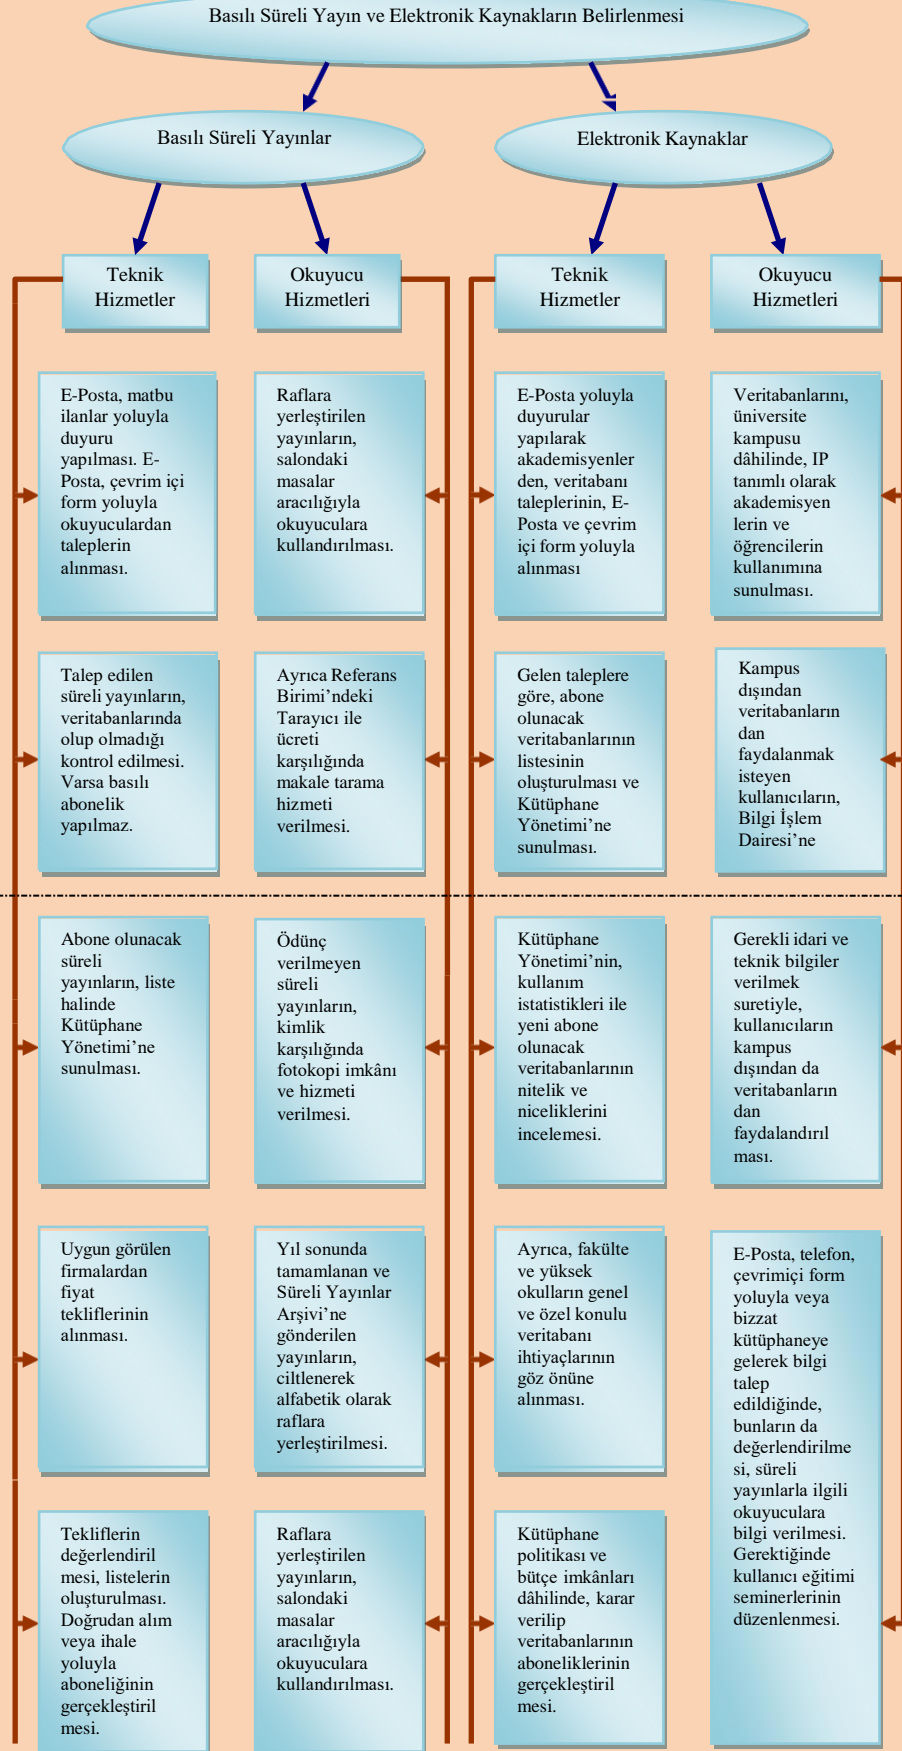 Basılı Süreli Yayın ve Elektronik Kaynakların Belirlenmesi
Basılı Süreli Yayınlar
Elektronik Kaynaklar
Teknik
Hizmetler
Okuyucu
Hizmetleri
Teknik
Hizmetler
Okuyucu
Hizmetleri
E-Posta, matbu
ilanlar yoluyla
duyuru
yapılması. E-
Posta, çevrim içi
form yoluyla
okuyuculardan
taleplerin
alınması.
Raflara
yerleştirilen
yayınların,
salondaki
masalar
aracılığıyla
okuyuculara
kullandırılması.
E-Posta yoluyla
duyurular
yapılarak
akademisyenler
den, veritabanı
taleplerinin, E-
Posta ve çevrim
içi form yoluyla
alınması
Veritabanlarını,
üniversite
kampusu
dâhilinde, IP
tanımlı olarak
akademisyen
lerin ve
öğrencilerin
kullanımına
sunulması.
Talep edilen
süreli yayınların,
veritabanlarında
olup olmadığı
kontrol edilmesi.
Varsa basılı
abonelik
yapılmaz.
Ayrıca Referans
Birimi’ndeki
Tarayıcı ile
ücreti
karşılığında
makale tarama
hizmeti
verilmesi.
Gelen taleplere
göre, abone
olunacak
veritabanlarının
listesinin
oluşturulması ve
Kütüphane
Yönetimi’ne
sunulması.
Kampus
dışından
veritabanların
dan
faydalanmak
isteyen
kullanıcıların,
Bilgi İşlem
Dairesi’ne
Abone olunacak
süreli
yayınların, liste
halinde
Kütüphane
Yönetimi’ne
sunulması.
Ödünç
verilmeyen
süreli
yayınların,
kimlik
karşılığında
fotokopi imkânı
ve hizmeti
verilmesi.
Kütüphane
Yönetimi’nin,
kullanım
istatistikleri ile
yeni abone
olunacak
veritabanlarının
nitelik ve
niceliklerini
incelemesi.
Gerekli idari ve
teknik bilgiler
verilmek
suretiyle,
kullanıcıların
kampus
dışından da
veritabanların
dan
faydalandırıl
ması.
Uygun görülen
firmalardan
fiyat
tekliflerinin
alınması.
Yıl sonunda
tamamlanan ve
Süreli Yayınlar
Arşivi’ne
gönderilen
yayınların,
ciltlenerek
alfabetik olarak
raflara
yerleştirilmesi.
Ayrıca, fakülte
ve yüksek
okulların genel
ve özel konulu
veritabanı
ihtiyaçlarının
göz önüne
alınması.
E-Posta, telefon,
çevrimiçi form
yoluyla veya
bizzat
kütüphaneye
gelerek bilgi
talep
edildiğinde,
bunların da
değerlendirilme
si, süreli
yayınlarla ilgili
okuyuculara
bilgi verilmesi.
Gerektiğinde
kullanıcı eğitimi
seminerlerinin
düzenlenmesi.
Tekliflerin
değerlendiril
mesi, listelerin
oluşturulması.
Doğrudan alım
veya ihale
yoluyla
aboneliğinin
gerçekleştiril
mesi.
Raflara
yerleştirilen
yayınların,
salondaki
masalar
aracılığıyla
okuyuculara
kullandırılması.
Kütüphane
politikası ve
bütçe imkânları
dâhilinde, karar
verilip
veritabanlarının
aboneliklerinin
gerçekleştiril
mesi.